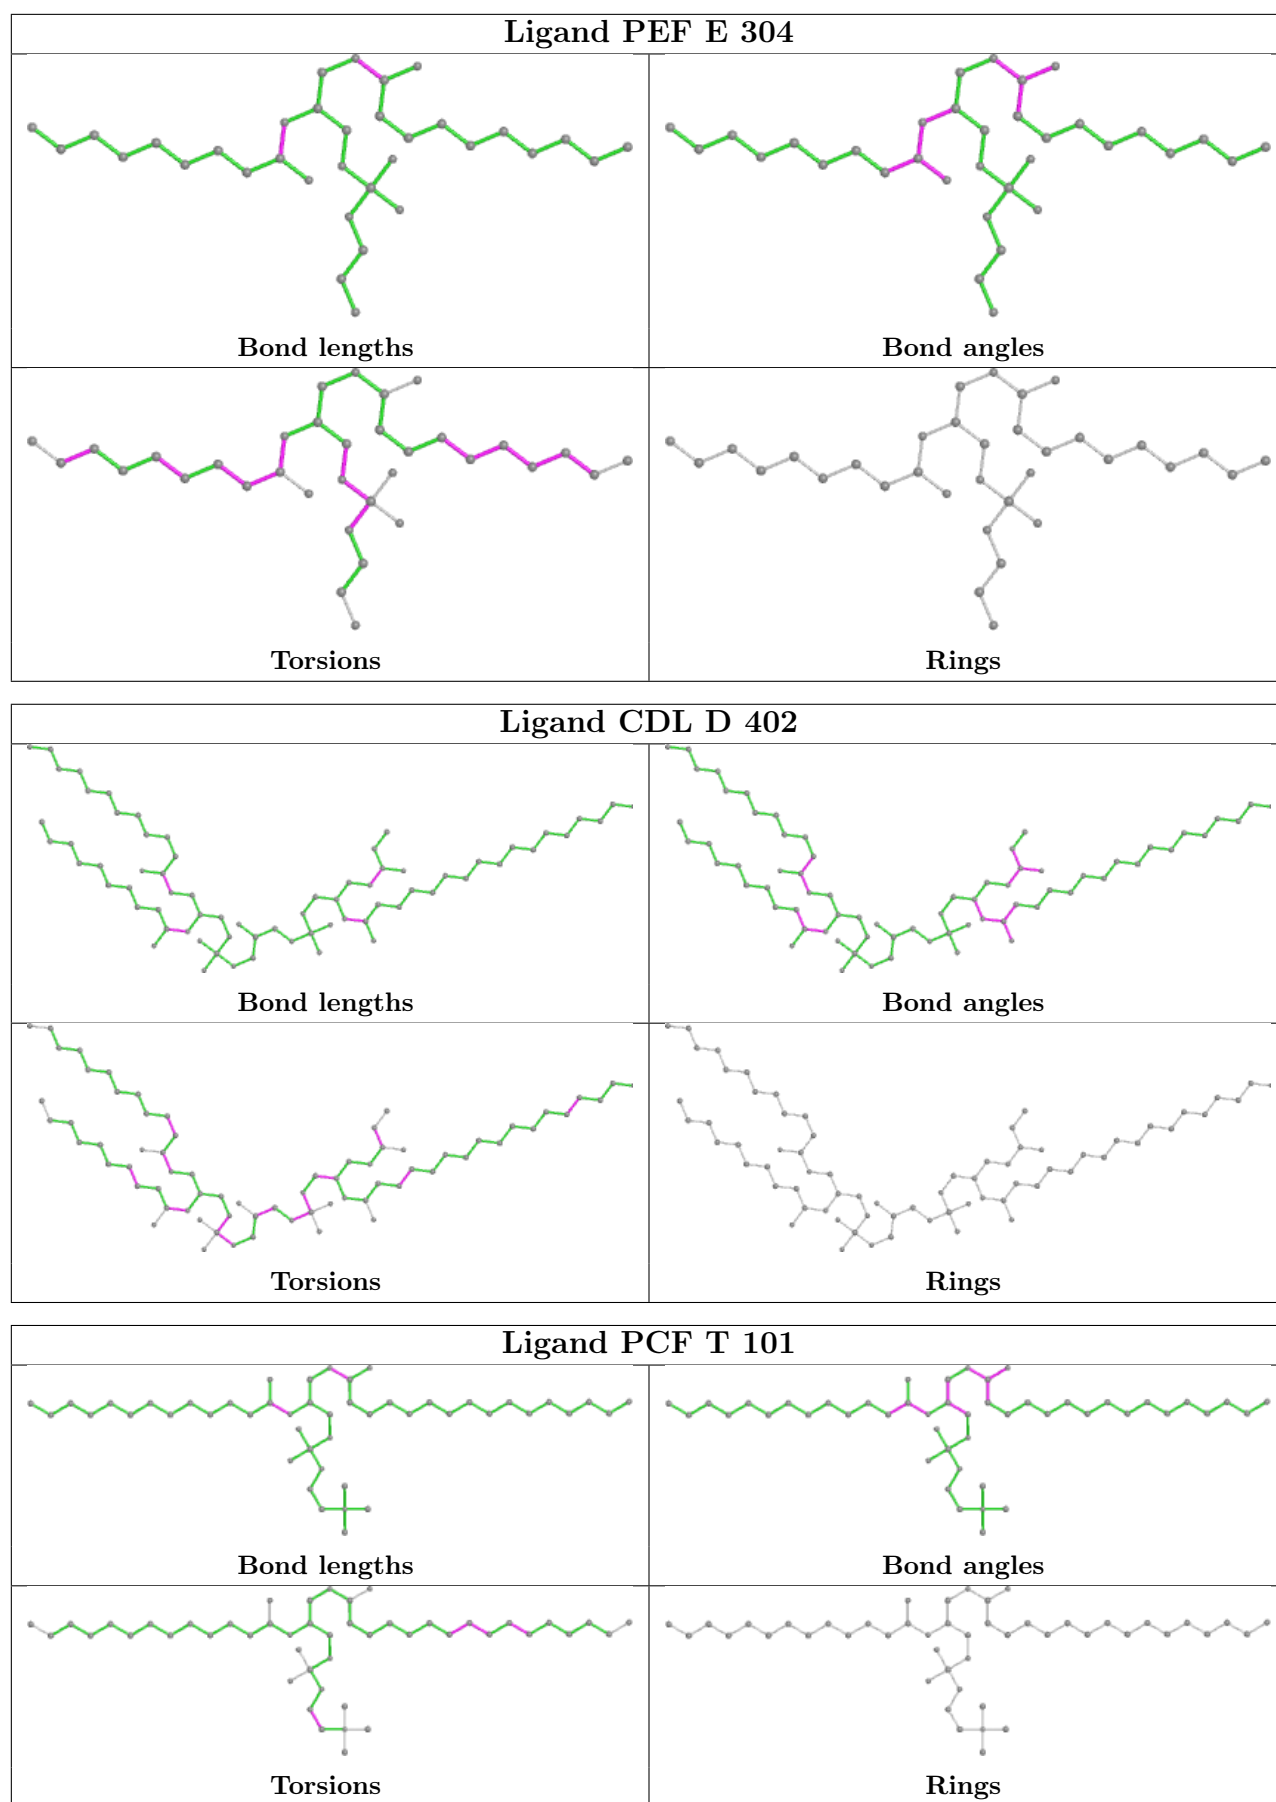 Ligand PEF E 304
Bond lengths
Bond angles
Torsions
Rings
Ligand CDL D 402
Bond lengths
Bond angles
Torsions
Rings
Ligand PCF T 101
Bond lengths
Bond angles
Torsions
Rings